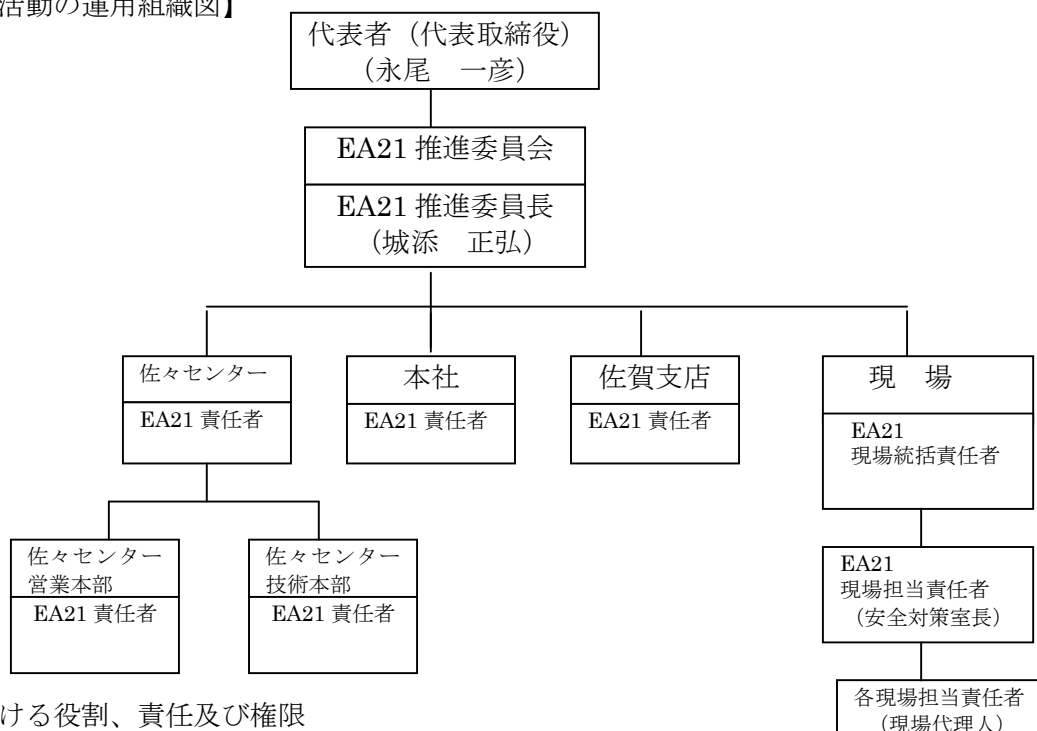 活動の運用組織図】
代表者（代表取締役）
（永尾　一彦）
EA21 推進委員会
EA21 推進委員長
（城添　正弘）
佐々センター
EA21 責任者
本社
EA21 責任者
佐賀支店
EA21 責任者
現　場
EA21
現場統括責任者
佐々センター
営業本部
EA21 責任者
佐々センター
技術本部
EA21 責任者
EA21
現場担当責任者
（安全対策室長）
各現場担当責任者
（現場代理人）
ける役割、責任及び権限